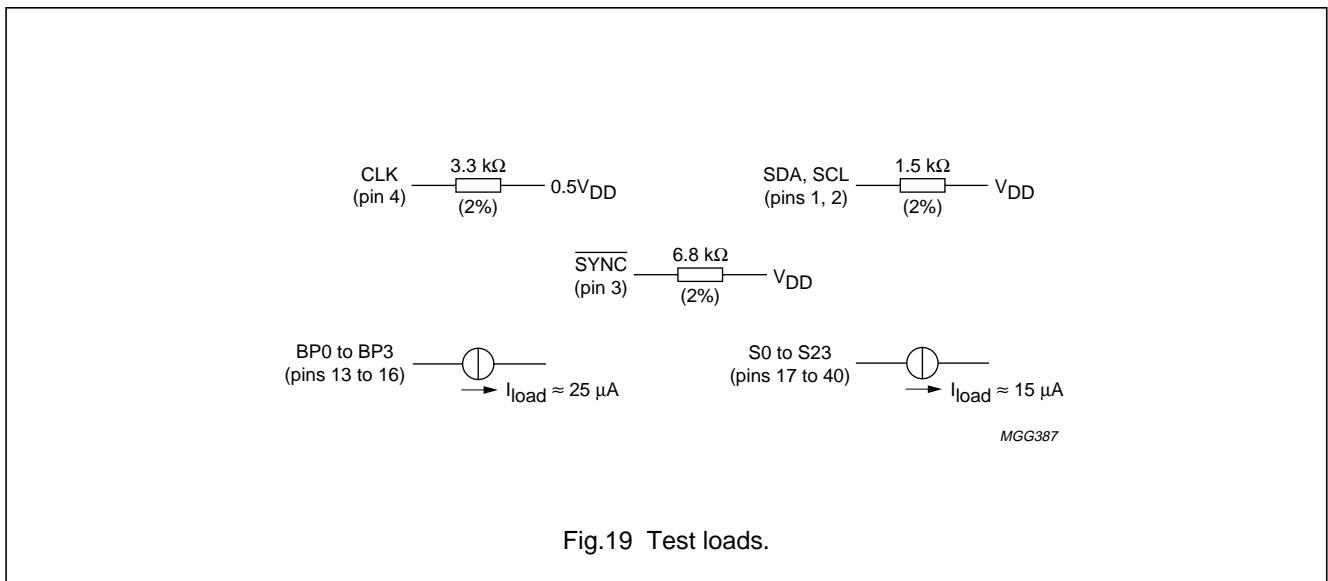 CLK
(pin 4)
3.3 kΩ
(2%)
0.5VDD
SDA, SCL
(pins 1, 2)
1.5 kΩ
(2%)
VDD
SYNC
(pin 3)
6.8 kΩ
(2%)
VDD
BP0 to BP3
(pins 13 to 16)
Iload ≈ 25 µA
S0 to S23
(pins 17 to 40)
Iload ≈ 15 µA
MGG387
Fig.19 Test loads.